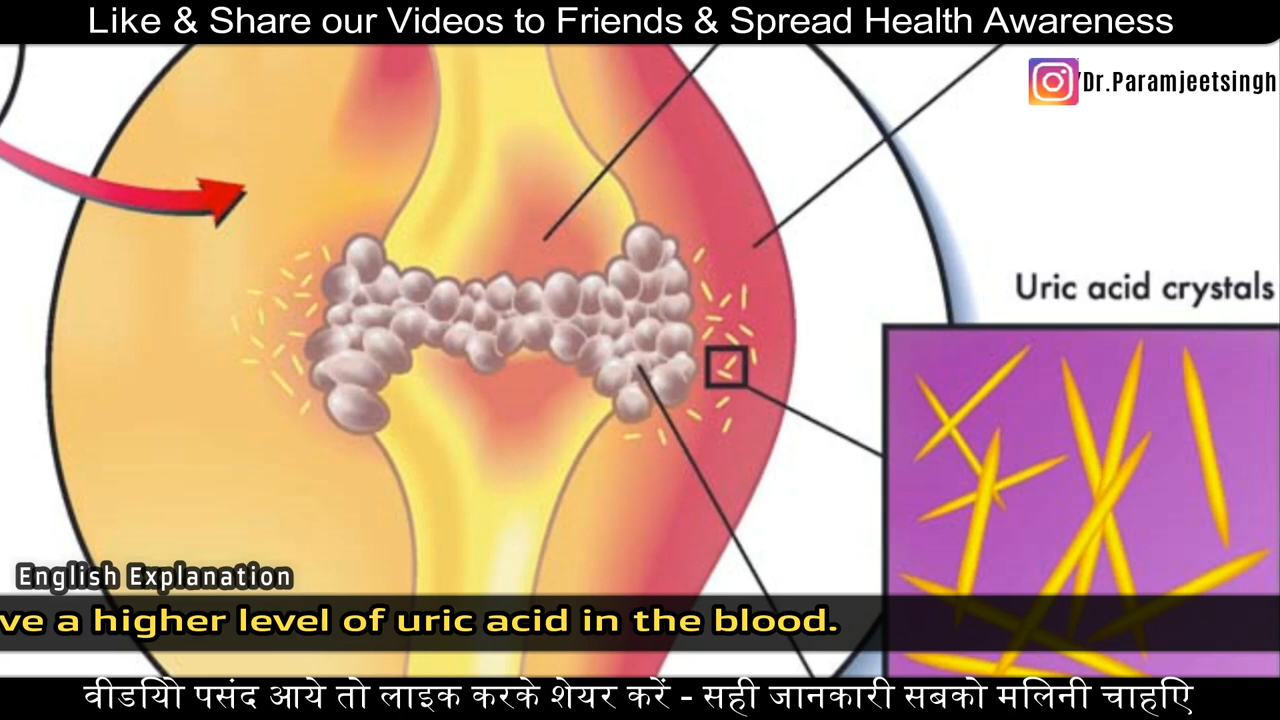 Like & Share our Videos to Friends & Spread Health Awareness
/Dr.Paramjeetsingh
Uric acid crystals
English Explanation
ve a higher level of uric acid in the blood.
वीडियो पसंद आये तो लाइक करके शेयर करें - सही जानकारी सबको मिलनी चाहिए